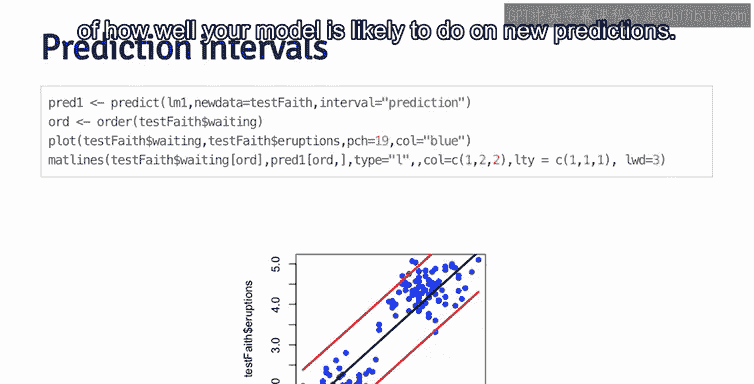 of how well your model is likely to do on new predictions.
Prediction intervals
pred1 <- predict(lm1,newdata=testFaith,interval="prediction")
ord <- order(testFaith$waiting)
plot(testFaith$waiting,testFaith$eruptions,pch=19,col="blue")
matlines(testFaith$waiting[ord],pred1[ord,],type="l",,col=c(1,2,2),lty = c(1,1,1), lwd=3)
testFaith$eruptions
5.0
4.0
3.0